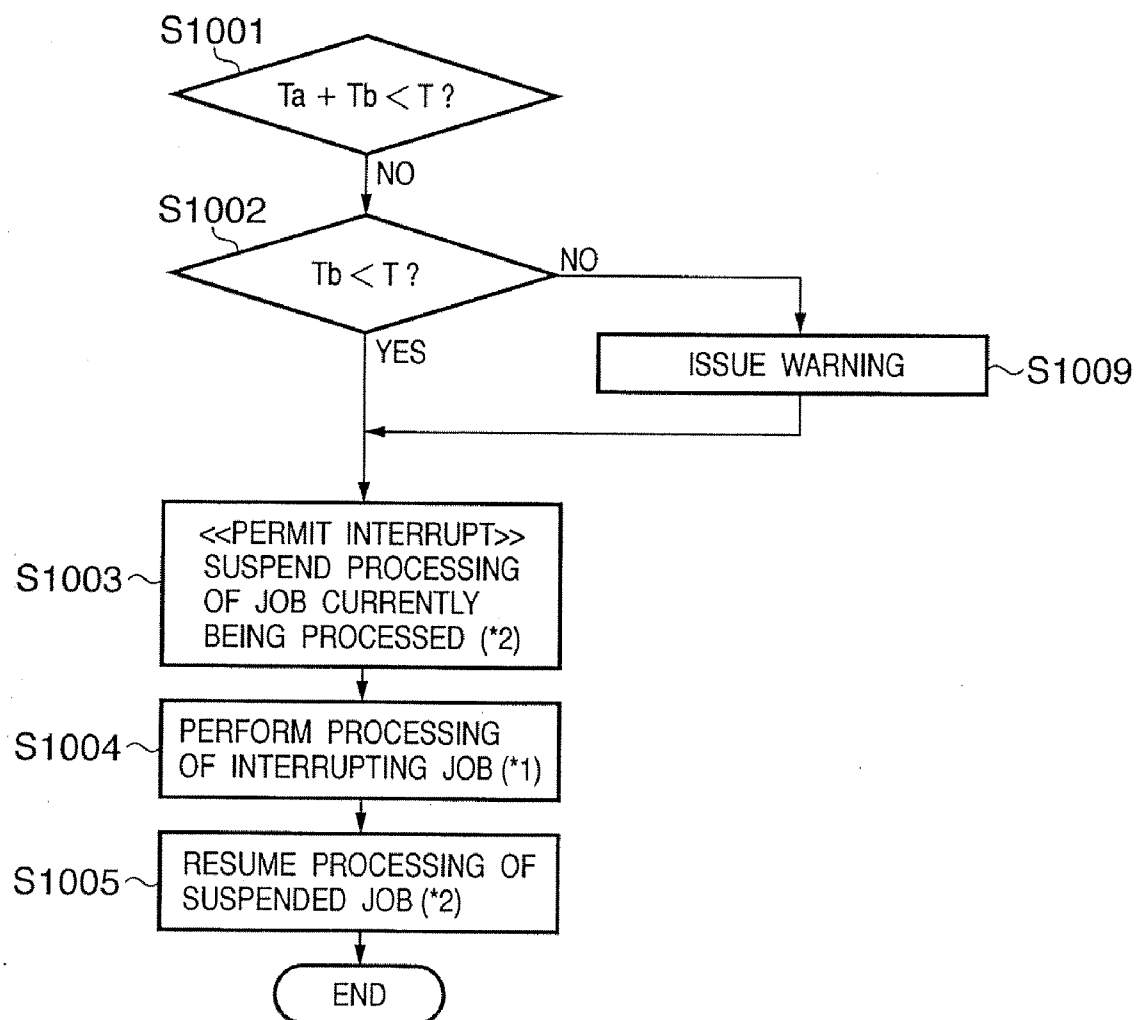 S1001
Ta + Tb < T ?
NO
S1002
Tb < T ?
NO
YES
ISSUE WARNING
S1009
<<PERMIT INTERRUPT>>
SUSPEND PROCESSING
OF JOB CURRENTLY
BEING PROCESSED (*2)
S1003
PERFORM PROCESSING
OF INTERRUPTING JOB (*1)
S1004
RESUME PROCESSING OF
SUSPENDED JOB (*2)
S1005
END